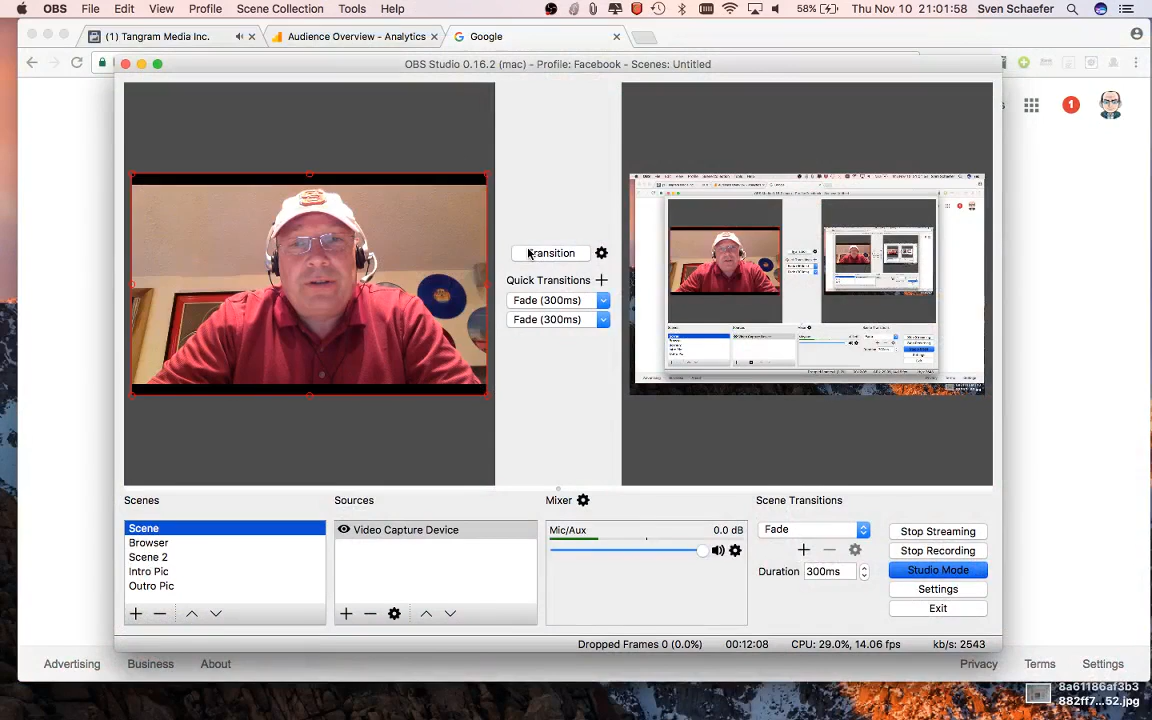 OBS File Edit View Profile Scene Collection Tools Help 58% Thu Nov 10 21:01:58 Sven Schaefer
(1) Tangram Media Inc. Audience Overview - Analytics Google
OBS Studio 0.16.2 (mac) - Profile: Facebook - Scenes: Untitled
1
Transition
Quick Transitions
Fade (300ms)
Fade (300ms)
Scenes Sources Mixer Scene Transitions
Scene
Browser
Scene 2
Intro Pic
Outro Pic
Video Capture Device
Mic/Aux 0.0 dB
Fade
Duration 300ms
Stop Streaming
Stop Recording
Studio Mode
Settings
Exit
Dropped Frames 0 (0.0%) 00:12:08 CPU: 29.0%, 14.06 fps kb/s: 2543
Advertising Business About Privacy Terms Settings
8a61186af3b3
882ff7...52.jpg